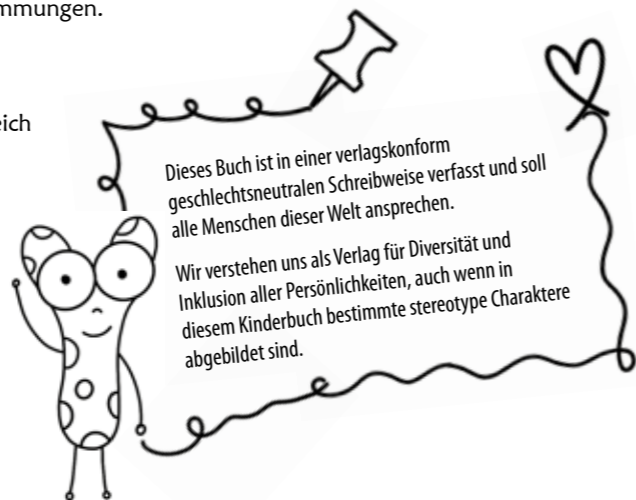 mmungen.
eich
Dieses Buch ist in einer verlagskonform
geschlechtsneutralen Schreibweise verfasst und soll
alle Menschen dieser Welt ansprechen.
Wir verstehen uns als Verlag für Diversität und
Inklusion aller Persönlichkeiten, auch wenn in
diesem Kinderbuch bestimmte stereotype Charaktere
abgebildet sind.